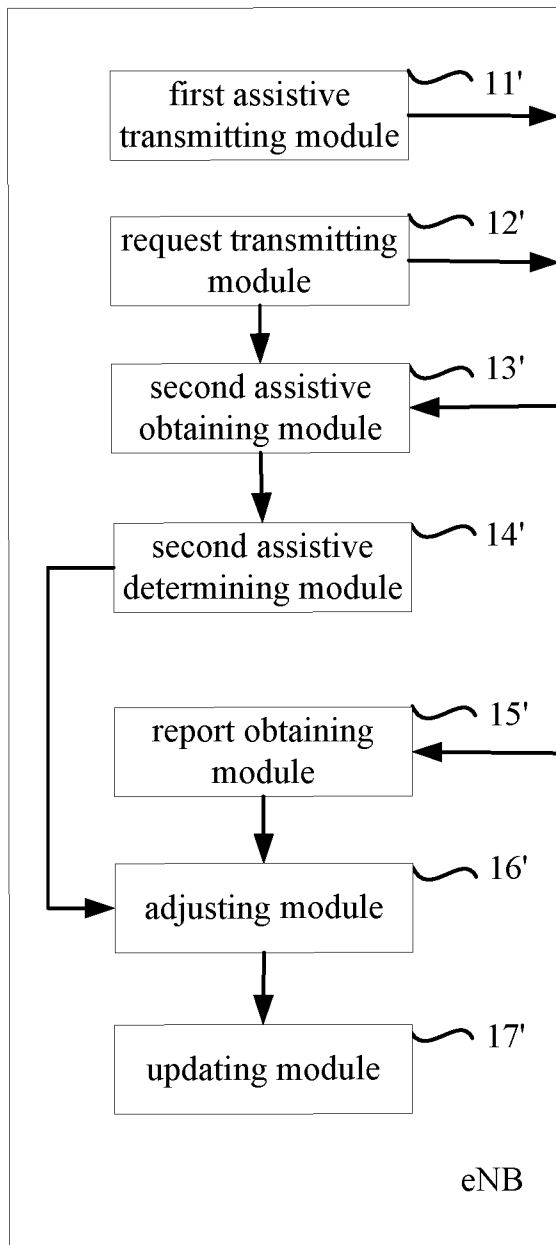 11'
first assistive
transmitting module
12'
request transmitting
module
13'
second assistive
obtaining module
14'
second assistive
determining module
15'
report obtaining
module
16'
adjusting module
17'
updating module
eNB